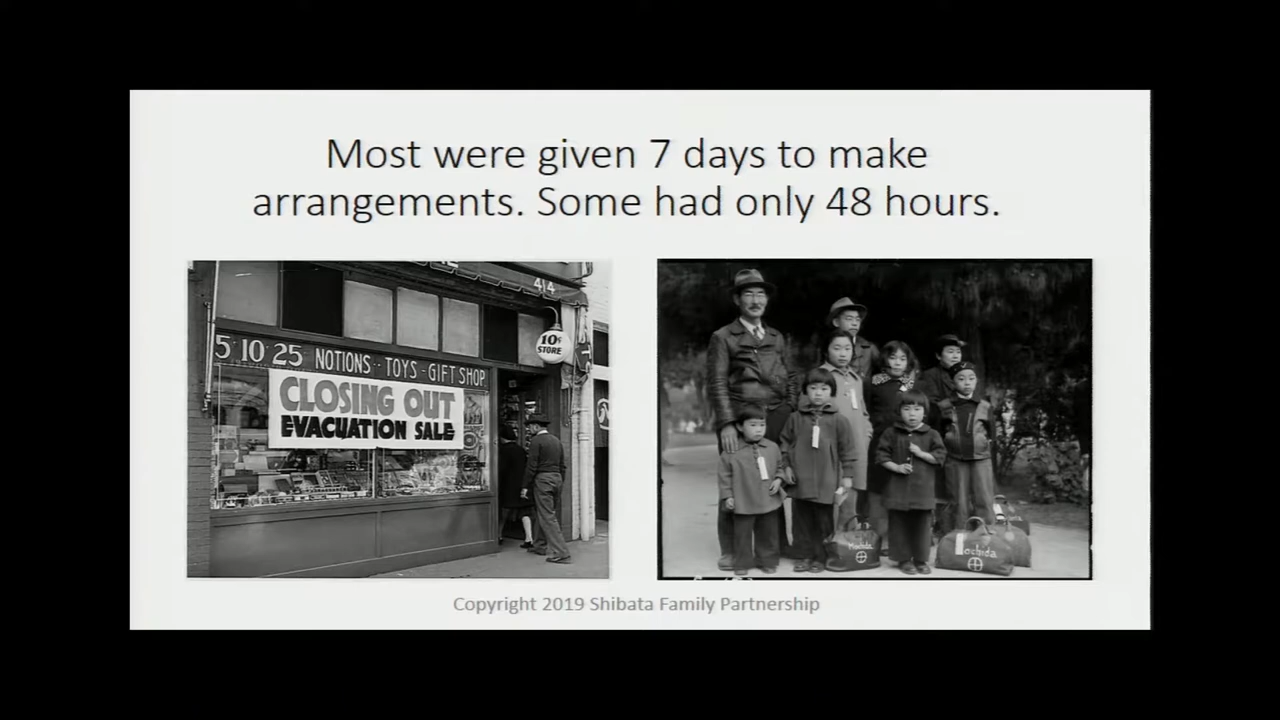 Most were given 7 days to make
arrangements. Some had only 48 hours.
414
10¢
STORE
5·10·25 NOTIONS·TOYS-GIFT SHOP
CLOSING OUT
EVACUATION SALE
Mochida
ochida
Copyright 2019 Shibata Family Partnership